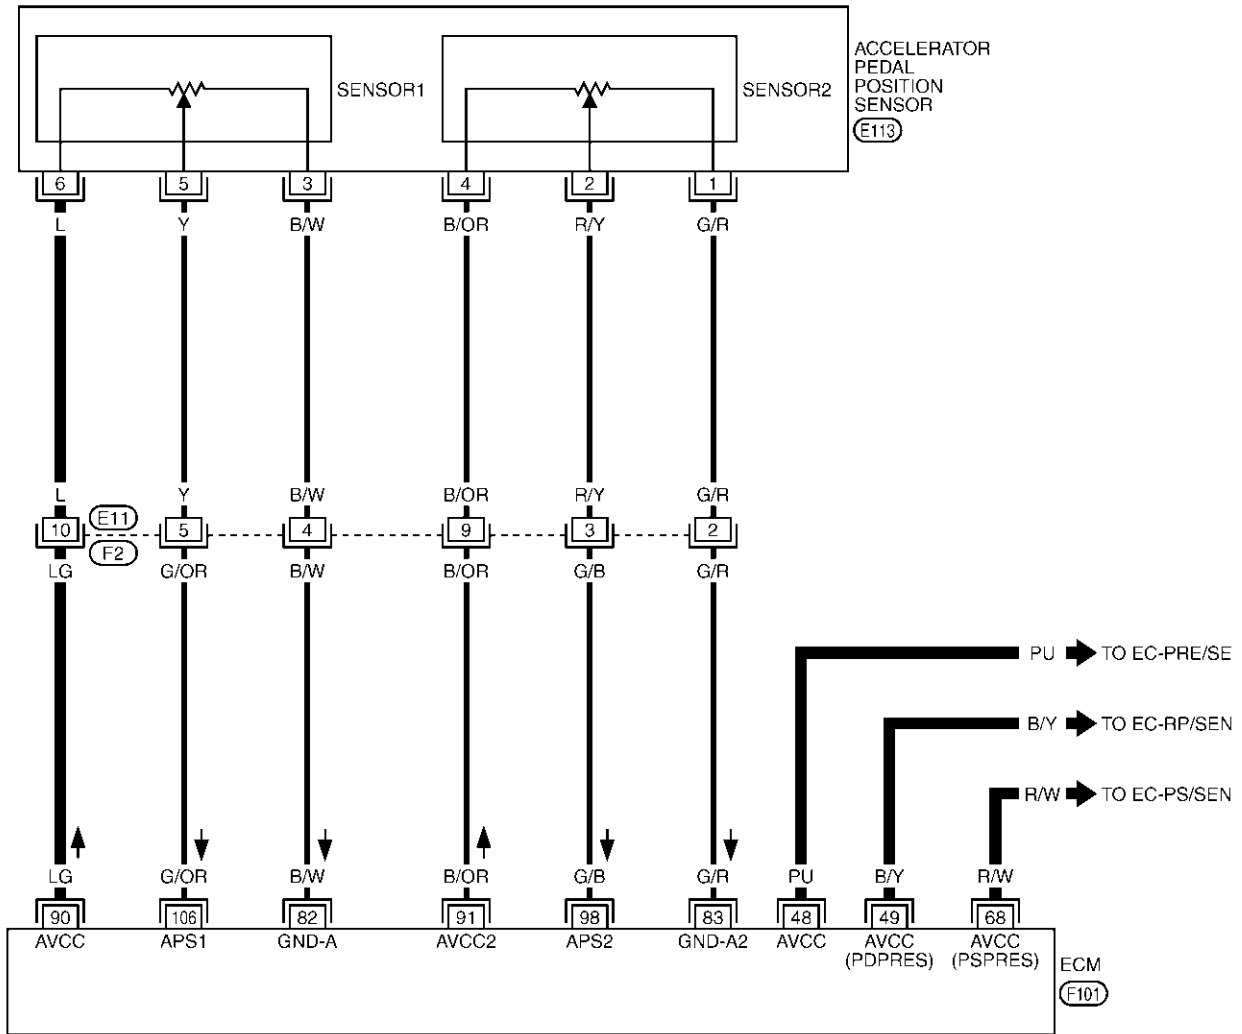 ACCELERATOR
PEDAL
POSITION
SENSOR
E113
SENSOR1
SENSOR2
6 5 3 4 2 1
L Y B/W B/OR R/Y G/R
L Y B/W B/OR R/Y G/R
E11
10 5 4 9 3 2
F2
LG G/OR B/W B/OR G/B G/R
PU TO EC-PRE/SE
B/Y TO EC-RP/SEN
R/W TO EC-PS/SEN
LG G/OR B/W B/OR G/B G/R PU B/Y R/W
90 106 82 91 98 83 48 49 68
AVCC APS1 GND-A AVCC2 APS2 GND-A2 AVCC AVCC AVCC
(PDPRES) (PSPRES)
ECM
F101